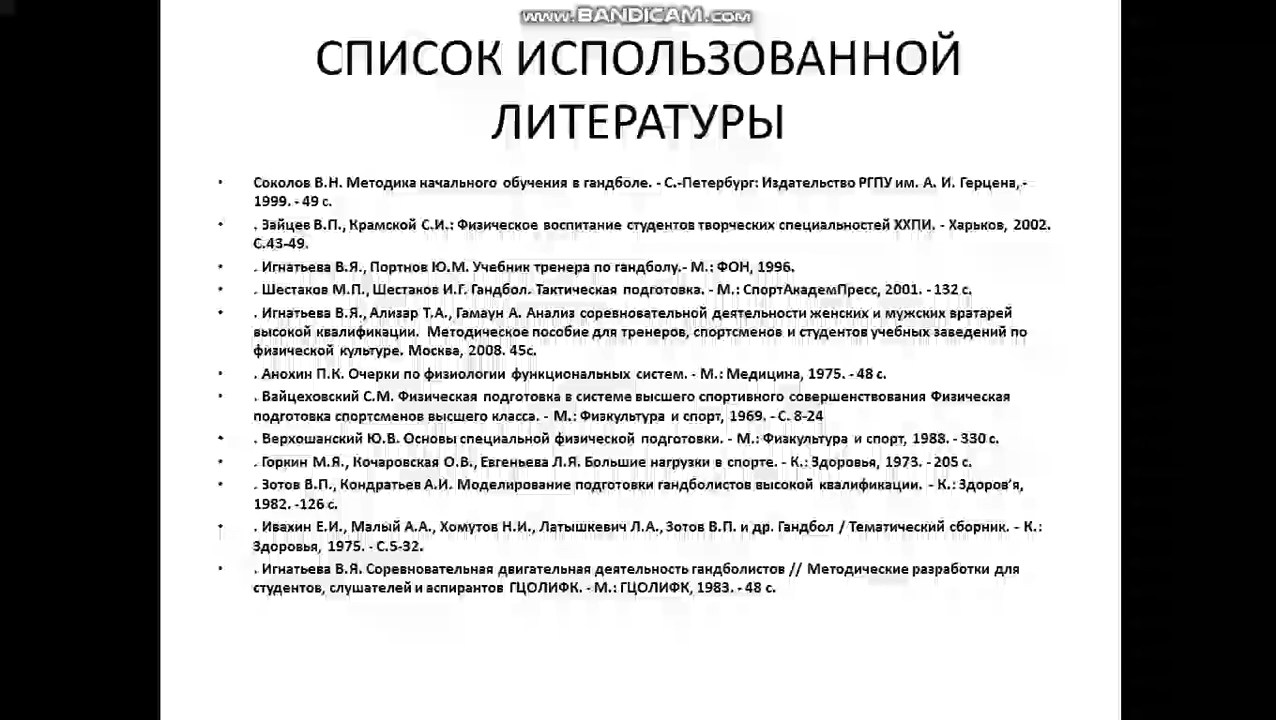 www.BANDICAM.com
СПИСОК ИСПОЛЬЗОВАННОЙ
ЛИТЕРАТУРЫ
• Соколов В.Н. Методика начального обучения в гандболе. - С.-Петербург: Издательство РГПУ им. А. И. Герцена, -
1999. - 49 с.
• . Зайцев В.П., Крамской С.И.: Физическое воспитание студентов творческих специальностей ХХПИ. - Харьков, 2002.
С.43-49.
• . Игнатьева В.Я., Портнов Ю.М. Учебник тренера по гандболу.- М.: ФОН, 1996.
• . Шестаков М.П., Шестаков И.Г. Гандбол. Тактическая подготовка. - М.: СпортАкадемПресс, 2001. - 132 с.
• . Игнатьева В.Я., Ализар Т.А., Гамаун А. Анализ соревновательной деятельности женских и мужских вратарей
высокой квалификации. Методическое пособие для тренеров, спортсменов и студентов учебных заведений по
физической культуре. Москва, 2008. 45с.
• . Анохин П.К. Очерки по физиологии функциональных систем. - М.: Медицина, 1975. - 48 с.
• . Вайцеховский С.М. Физическая подготовка в системе высшего спортивного совершенствования Физическая
подготовка спортсменов высшего класса. - М.: Физкультура и спорт, 1969. - С. 8-24
• . Верхошанский Ю.В. Основы специальной физической подготовки. - М.: Физкультура и спорт, 1988. - 330 с.
• . Горкин М.Я., Кочаровская О.В., Евгеньева Л.Я. Большие нагрузки в спорте. - К.: Здоровья, 1973. - 205 с.
• . Зотов В.П., Кондратьев А.И. Моделирование подготовки гандболистов высокой квалификации. - К.: Здоров’я,
1982. -126 с.
• . Ивахин Е.И., Малый А.А., Хомутов Н.И., Латышкевич Л.А., Зотов В.П. и др. Гандбол / Тематический сборник. - К.:
Здоровья, 1975. - С.5-32.
• . Игнатьева В.Я. Соревновательная двигательная деятельность гандболистов // Методические разработки для
студентов, слушателей и аспирантов ГЦОЛИФК. - М.: ГЦОЛИФК, 1983. - 48 с.